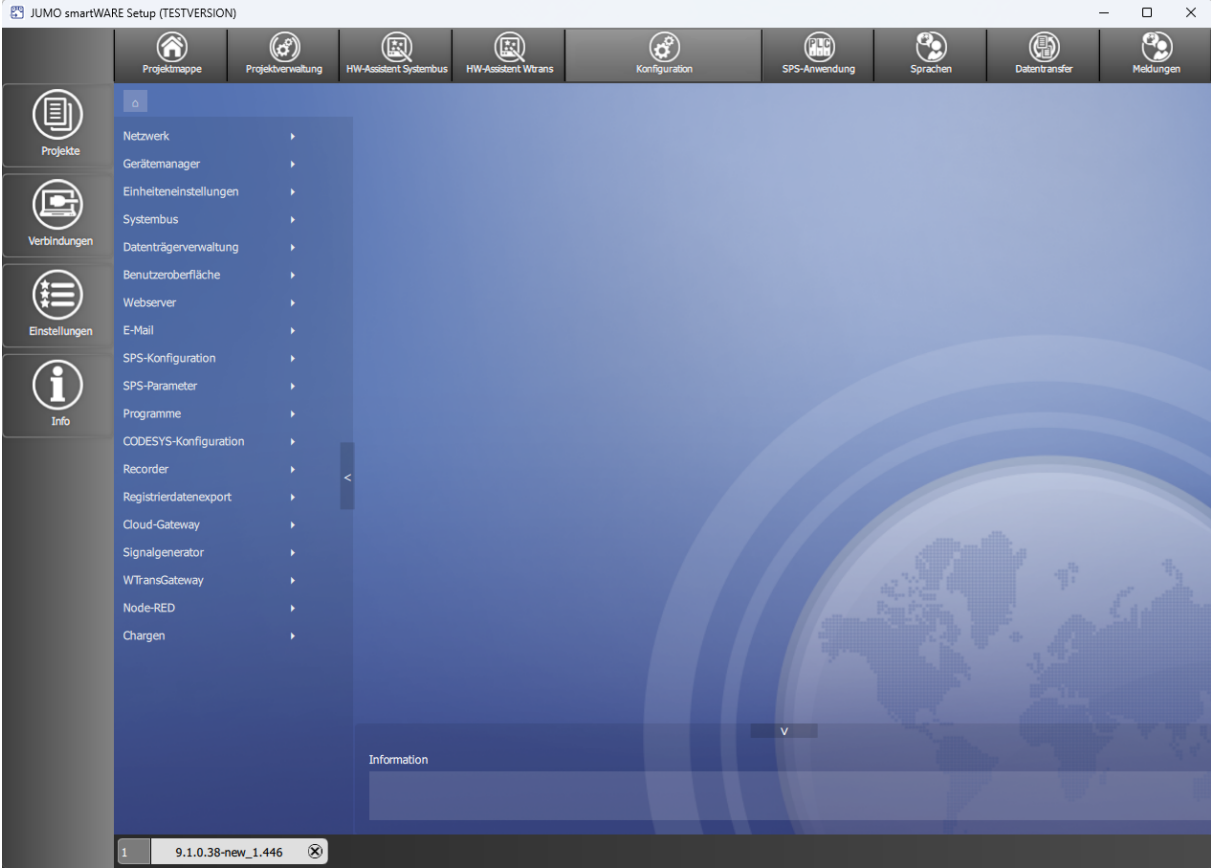 JUMO smartWARE Setup (TESTVERSION)
Projektmappe
Projektverwaltung
HW-Assistent Systembus
HW-Assistent Wtrans
Konfiguration
SPS-Anwendung
Sprachen
Datentransfer
Meldungen
Projekte
Verbindungen
Einstellungen
Info
Netzwerk
Gerätemanager
Einheiteneinstellungen
Systembus
Datenträgerverwaltung
Benutzeroberfläche
Webserver
E-Mail
SPS-Konfiguration
SPS-Parameter
Programme
CODESYS-Konfiguration
Recorder
Registrierdatenexport
Cloud-Gateway
Signalgenerator
WTransGateway
Node-RED
Chargen
Information
1 9.1.0.38-new_1.446